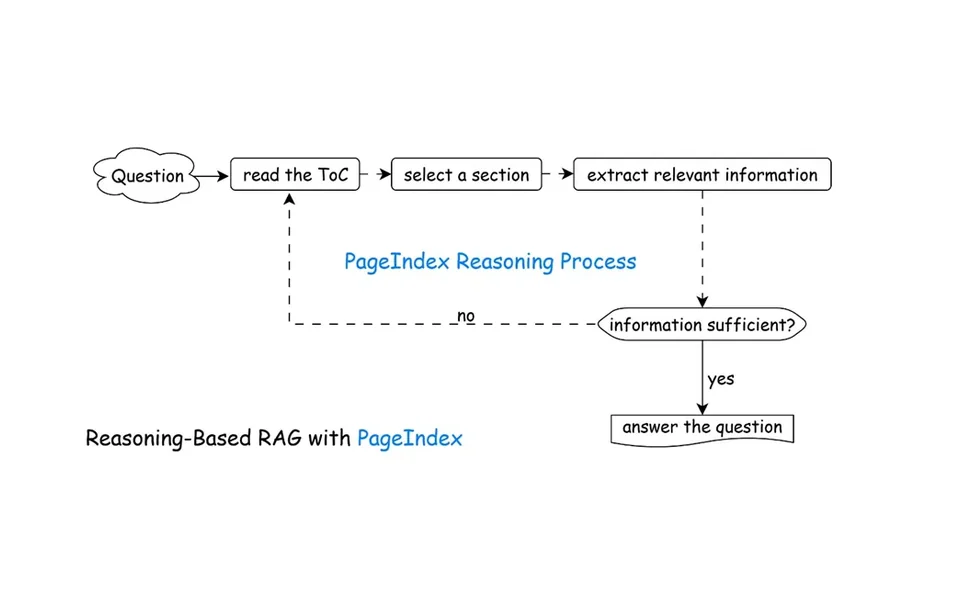 Question
read the ToC
select a section
extract relevant information
PageIndex Reasoning Process
no
information sufficient?
yes
answer the question
Reasoning-Based RAG with PageIndex